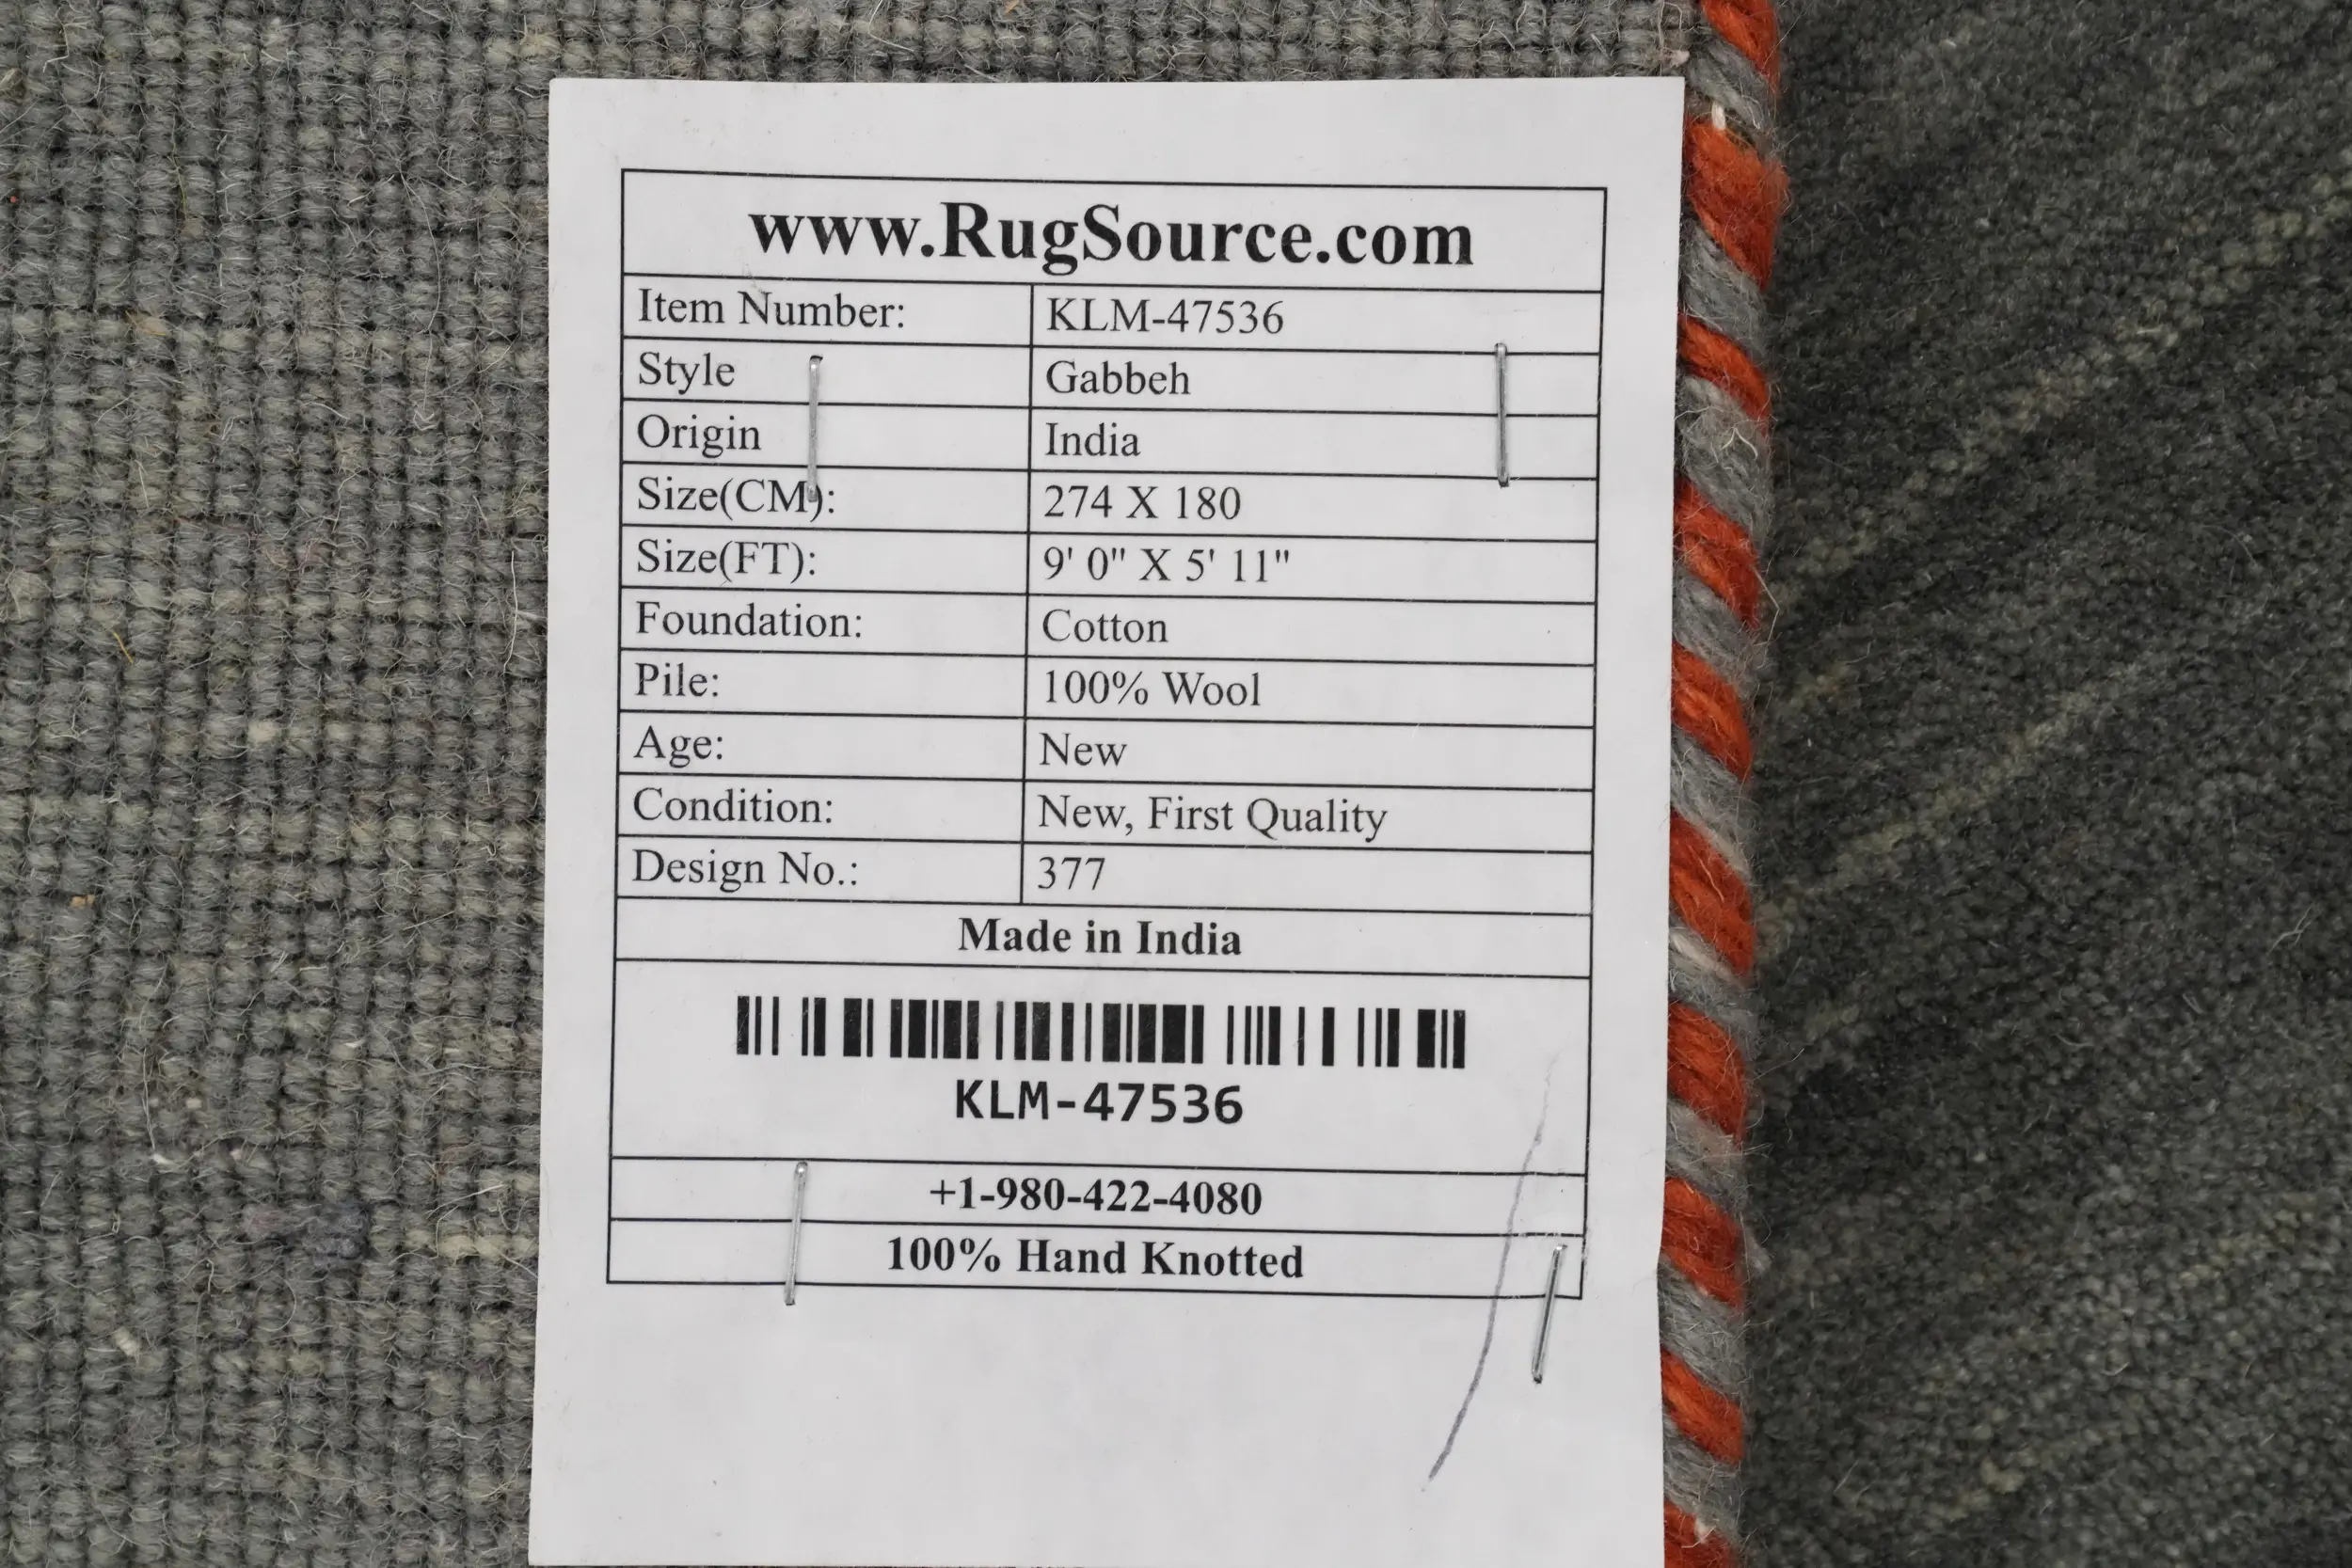 www.RugSource.com
Item Number: KLM-47536
Style Gabbeh
Origin India
Size(CM): 274 X 180
Size(FT): 9' 0" X 5' 11"
Foundation: Cotton
Pile: 100% Wool
Age: New
Condition: New, First Quality
Design No.: 377
Made in India
KLM-47536
+1-980-422-4080
100% Hand Knotted